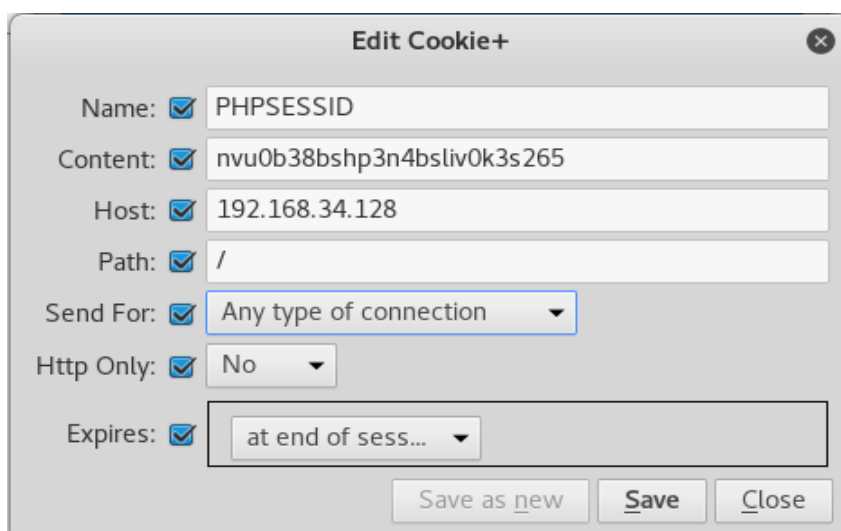 Edit Cookie+
Name: PHPSESSID
Content: nvu0b38bshp3n4bsliv0k3s265
Host: 192.168.34.128
Path: /
Send For: Any type of connection
Http Only: No
Expires: at end of sess...
Save as new Save Close